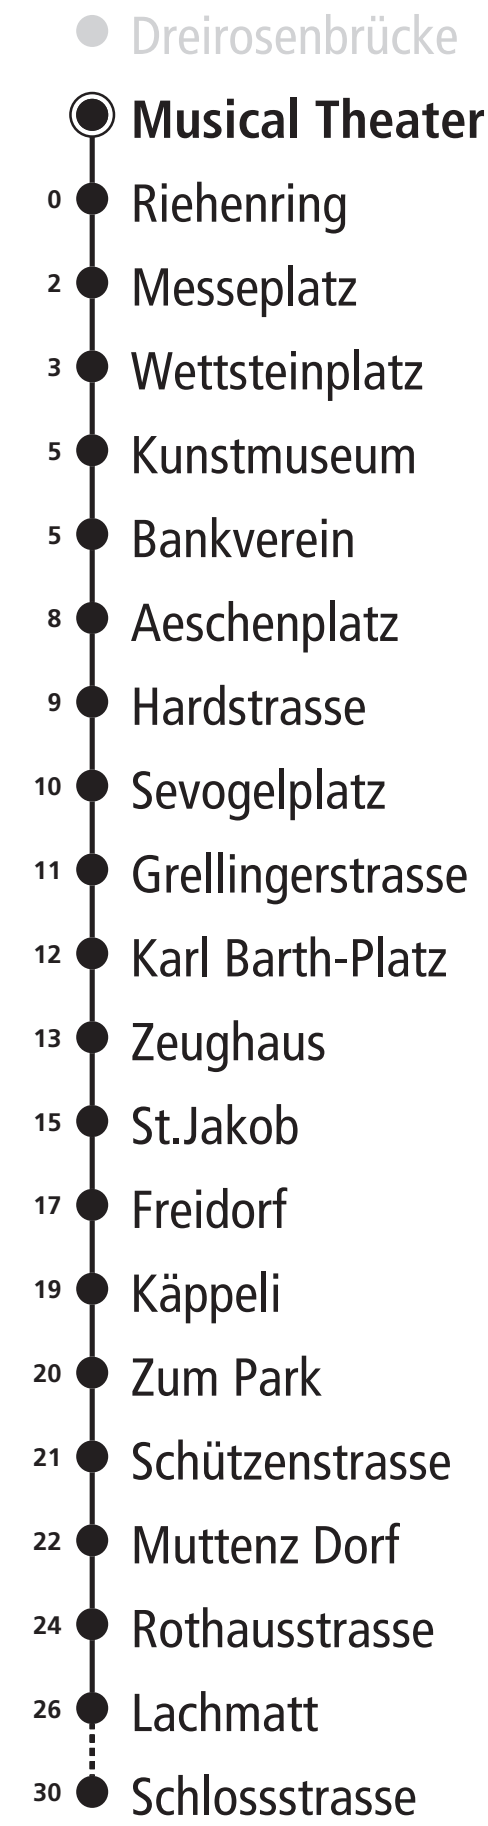 Dreirosenbrücke
Musical Theater
0 Riehenring
2 Messeplatz
3 Wettsteinplatz
5 Kunstmuseum
5 Bankverein
8 Aeschenplatz
9 Hardstrasse
10 Sevogelplatz
11 Grellingerstrasse
12 Karl Barth-Platz
13 Zeughaus
15 St.Jakob
17 Freidorf
19 Käppeli
20 Zum Park
21 Schützenstrasse
22 Muttenz Dorf
24 Rothausstrasse
26 Lachmatt
30 Schlossstrasse